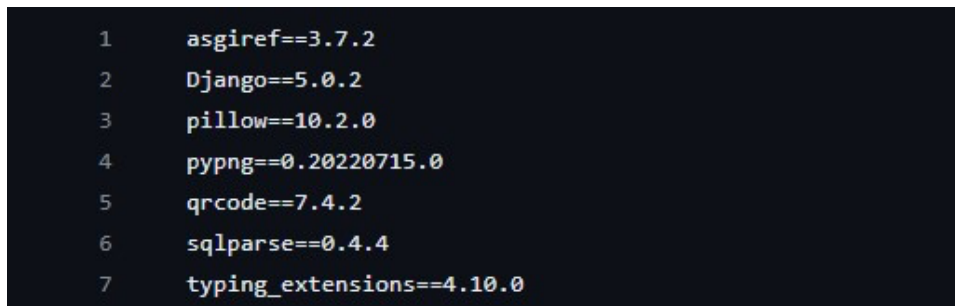 1 asgiref==3.7.2
2 Django==5.0.2
3 pillow==10.2.0
4 pypng==0.20220715.0
5 qrcode==7.4.2
6 sqlparse==0.4.4
7 typing_extensions==4.10.0